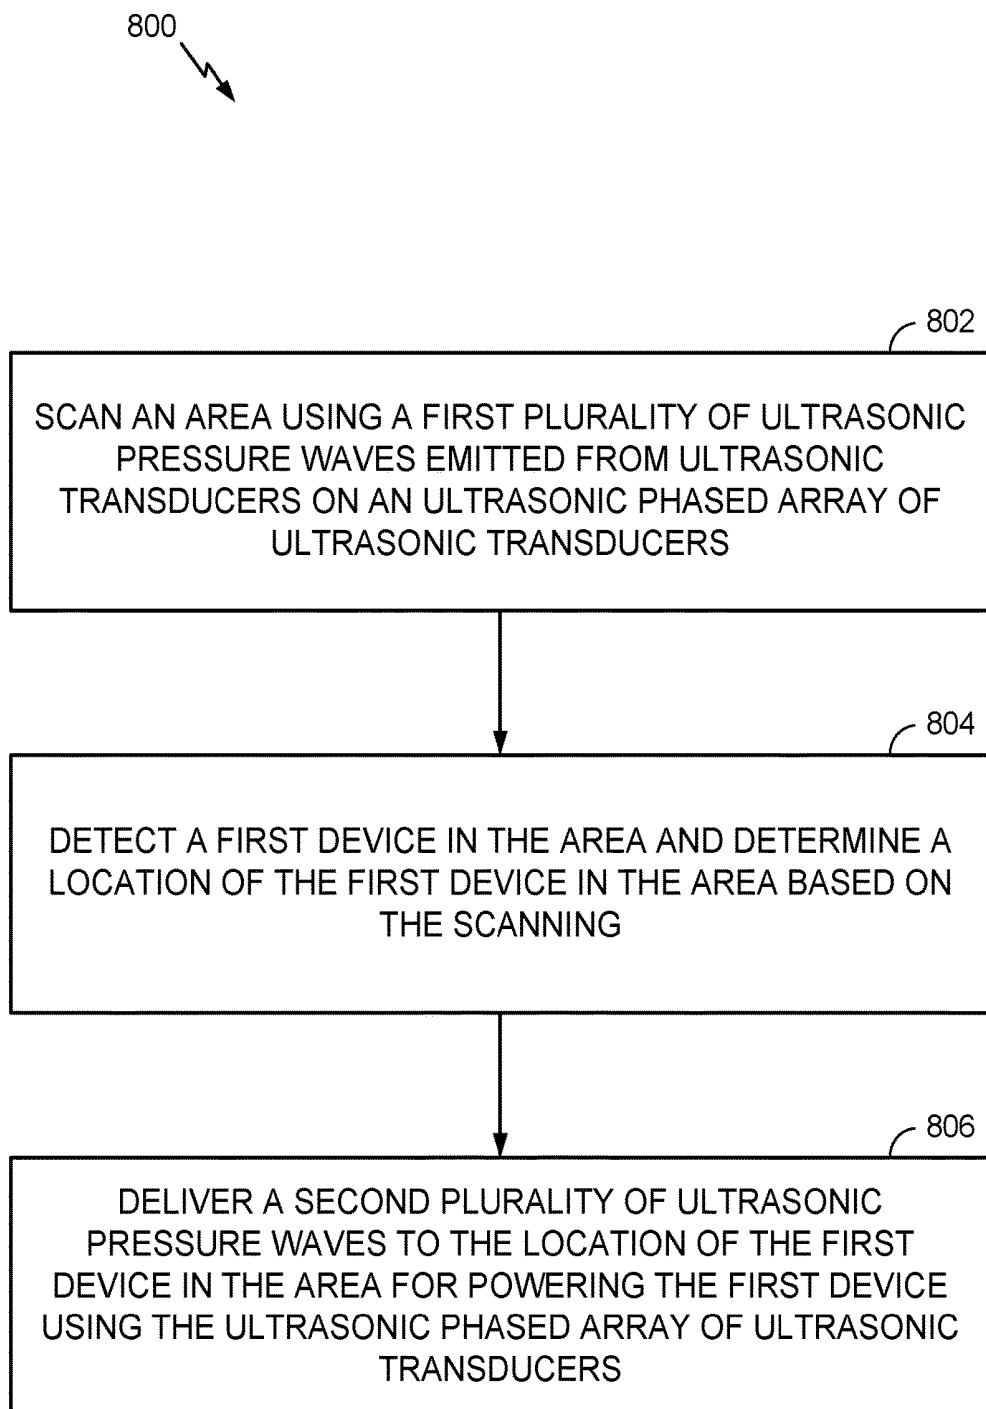 800
802
SCAN AN AREA USING A FIRST PLURALITY OF ULTRASONIC
PRESSURE WAVES EMITTED FROM ULTRASONIC
TRANSDUCERS ON AN ULTRASONIC PHASED ARRAY OF
ULTRASONIC TRANSDUCERS
804
DETECT A FIRST DEVICE IN THE AREA AND DETERMINE A
LOCATION OF THE FIRST DEVICE IN THE AREA BASED ON
THE SCANNING
806
DELIVER A SECOND PLURALITY OF ULTRASONIC
PRESSURE WAVES TO THE LOCATION OF THE FIRST
DEVICE IN THE AREA FOR POWERING THE FIRST DEVICE
USING THE ULTRASONIC PHASED ARRAY OF ULTRASONIC
TRANSDUCERS